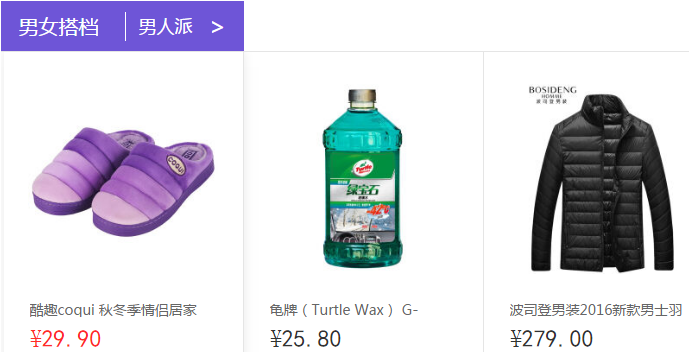 男女搭档 男人派 >
coqui
Turtle
绿宝石
-42℃
BOSIDENG
HOMME
波司登男装
酷趣coqui 秋冬季情侣居家
龟牌（Turtle Wax） G-
波司登男装2016新款男士羽
¥29.90
¥25.80
¥279.00